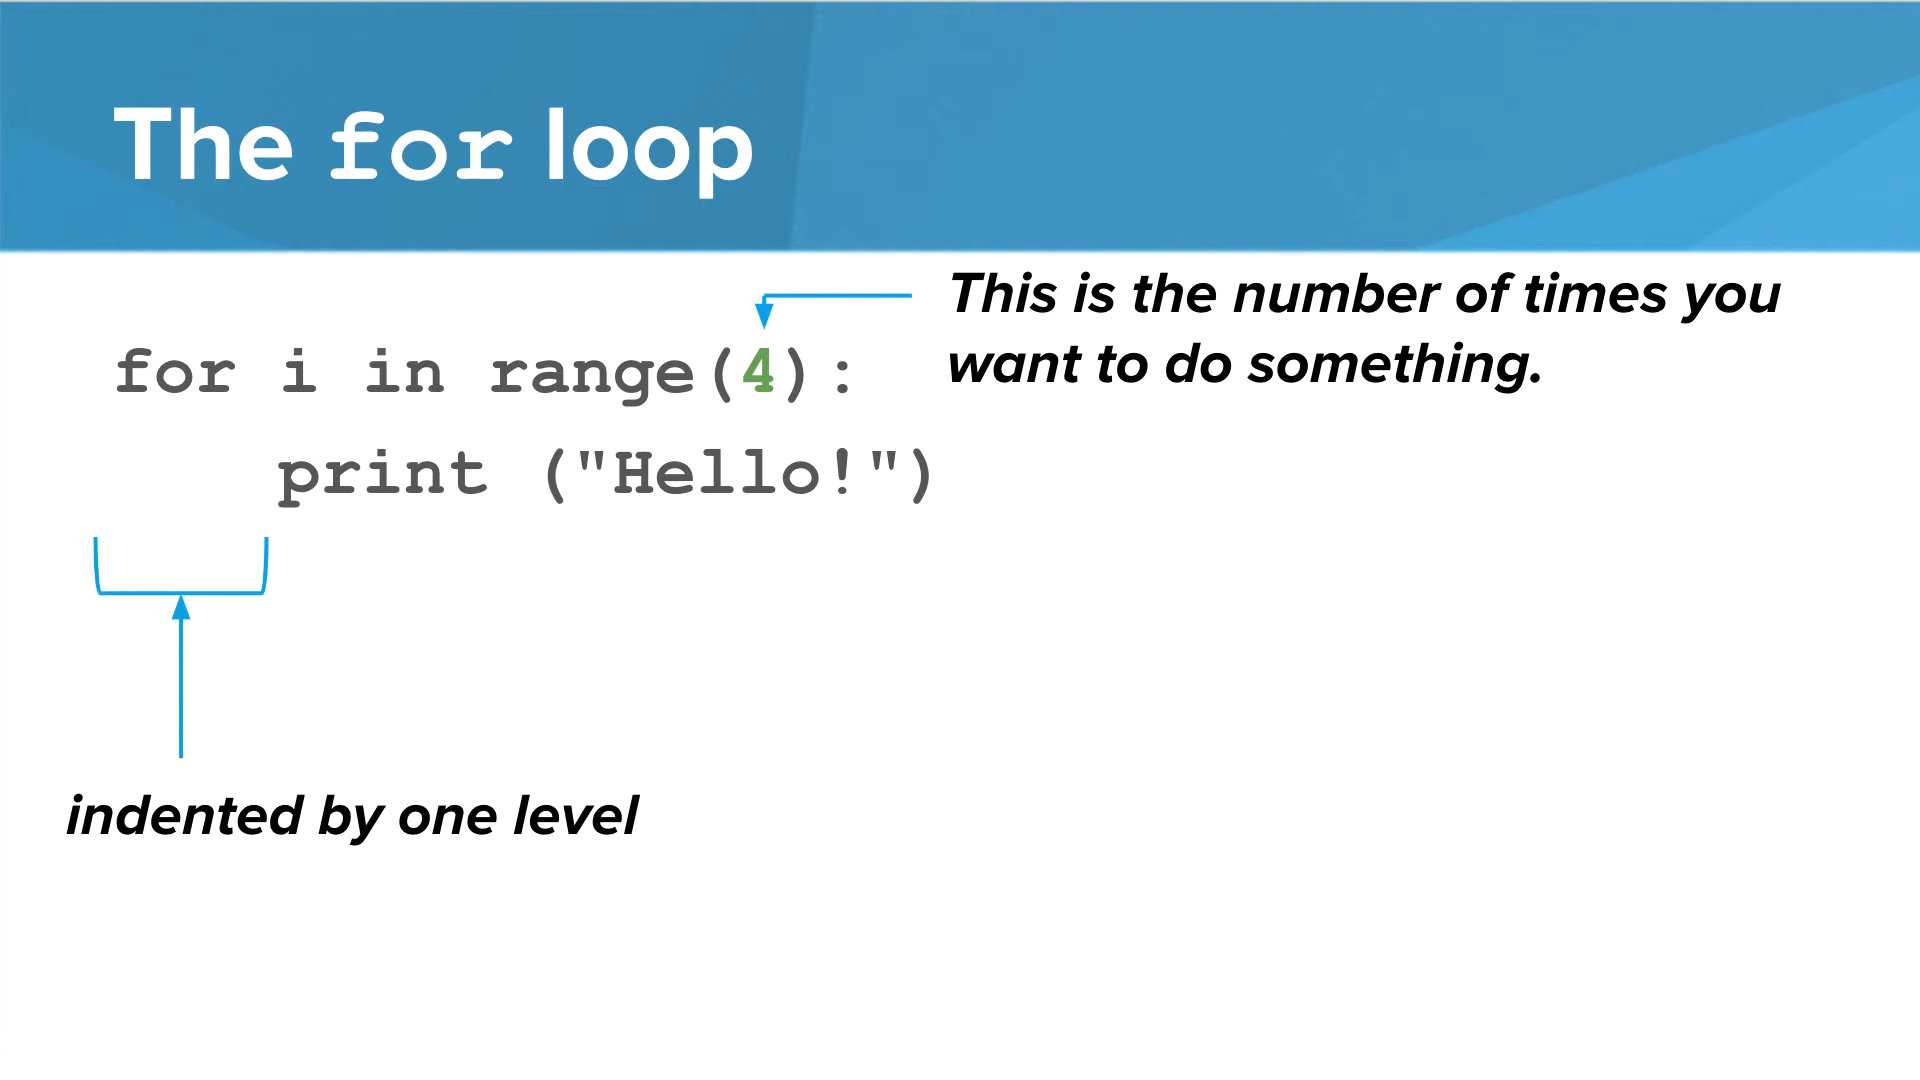 The for loop
This is the number of times you
want to do something.
for i in range(4):
print ("Hello!")
indented by one level